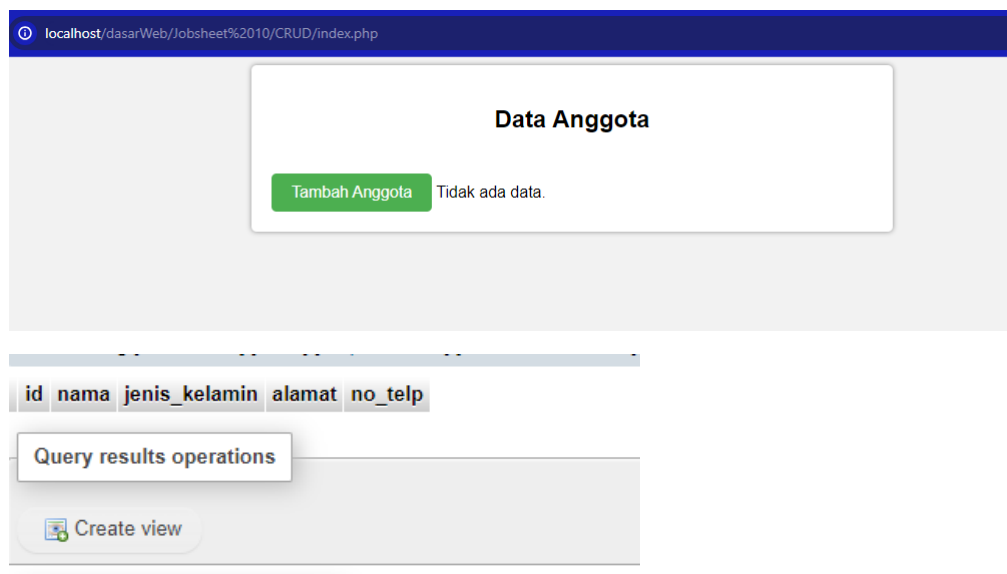 localhost/dasarWeb/Jobsheet%2010/CRUD/index.php
Data Anggota
Tambah Anggota Tidak ada data.
id nama jenis_kelamin alamat no_telp
Query results operations
Create view